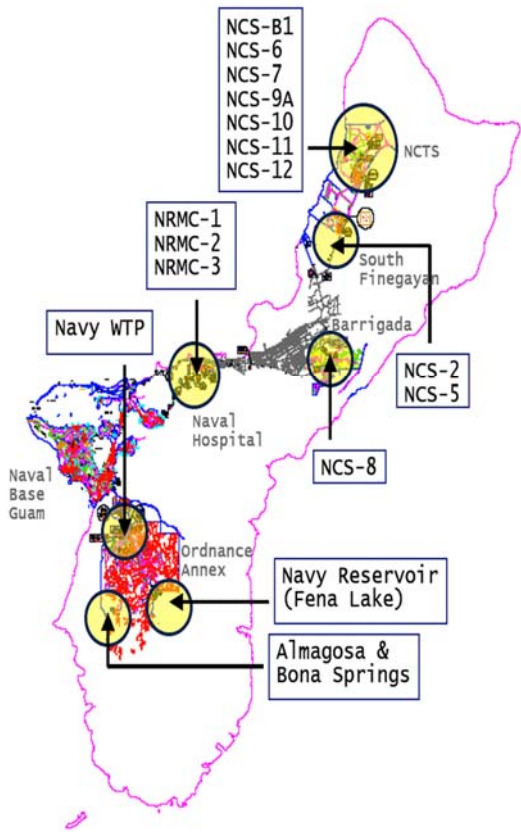 NCS-B1
NCS-6
NCS-7
NCS-9A
NCS-10
NCS-11
NCS-12
NCTS
NRMC-1
NRMC-2
NRMC-3
South
Finegayan
Navy WTP
Barrigada
NCS-2
NCS-5
Naval
Hospital
NCS-8
Naval
Base
Guam
Ordnance
Annex
Navy Reservoir
(Fena Lake)
Almagosa &
Bona Springs